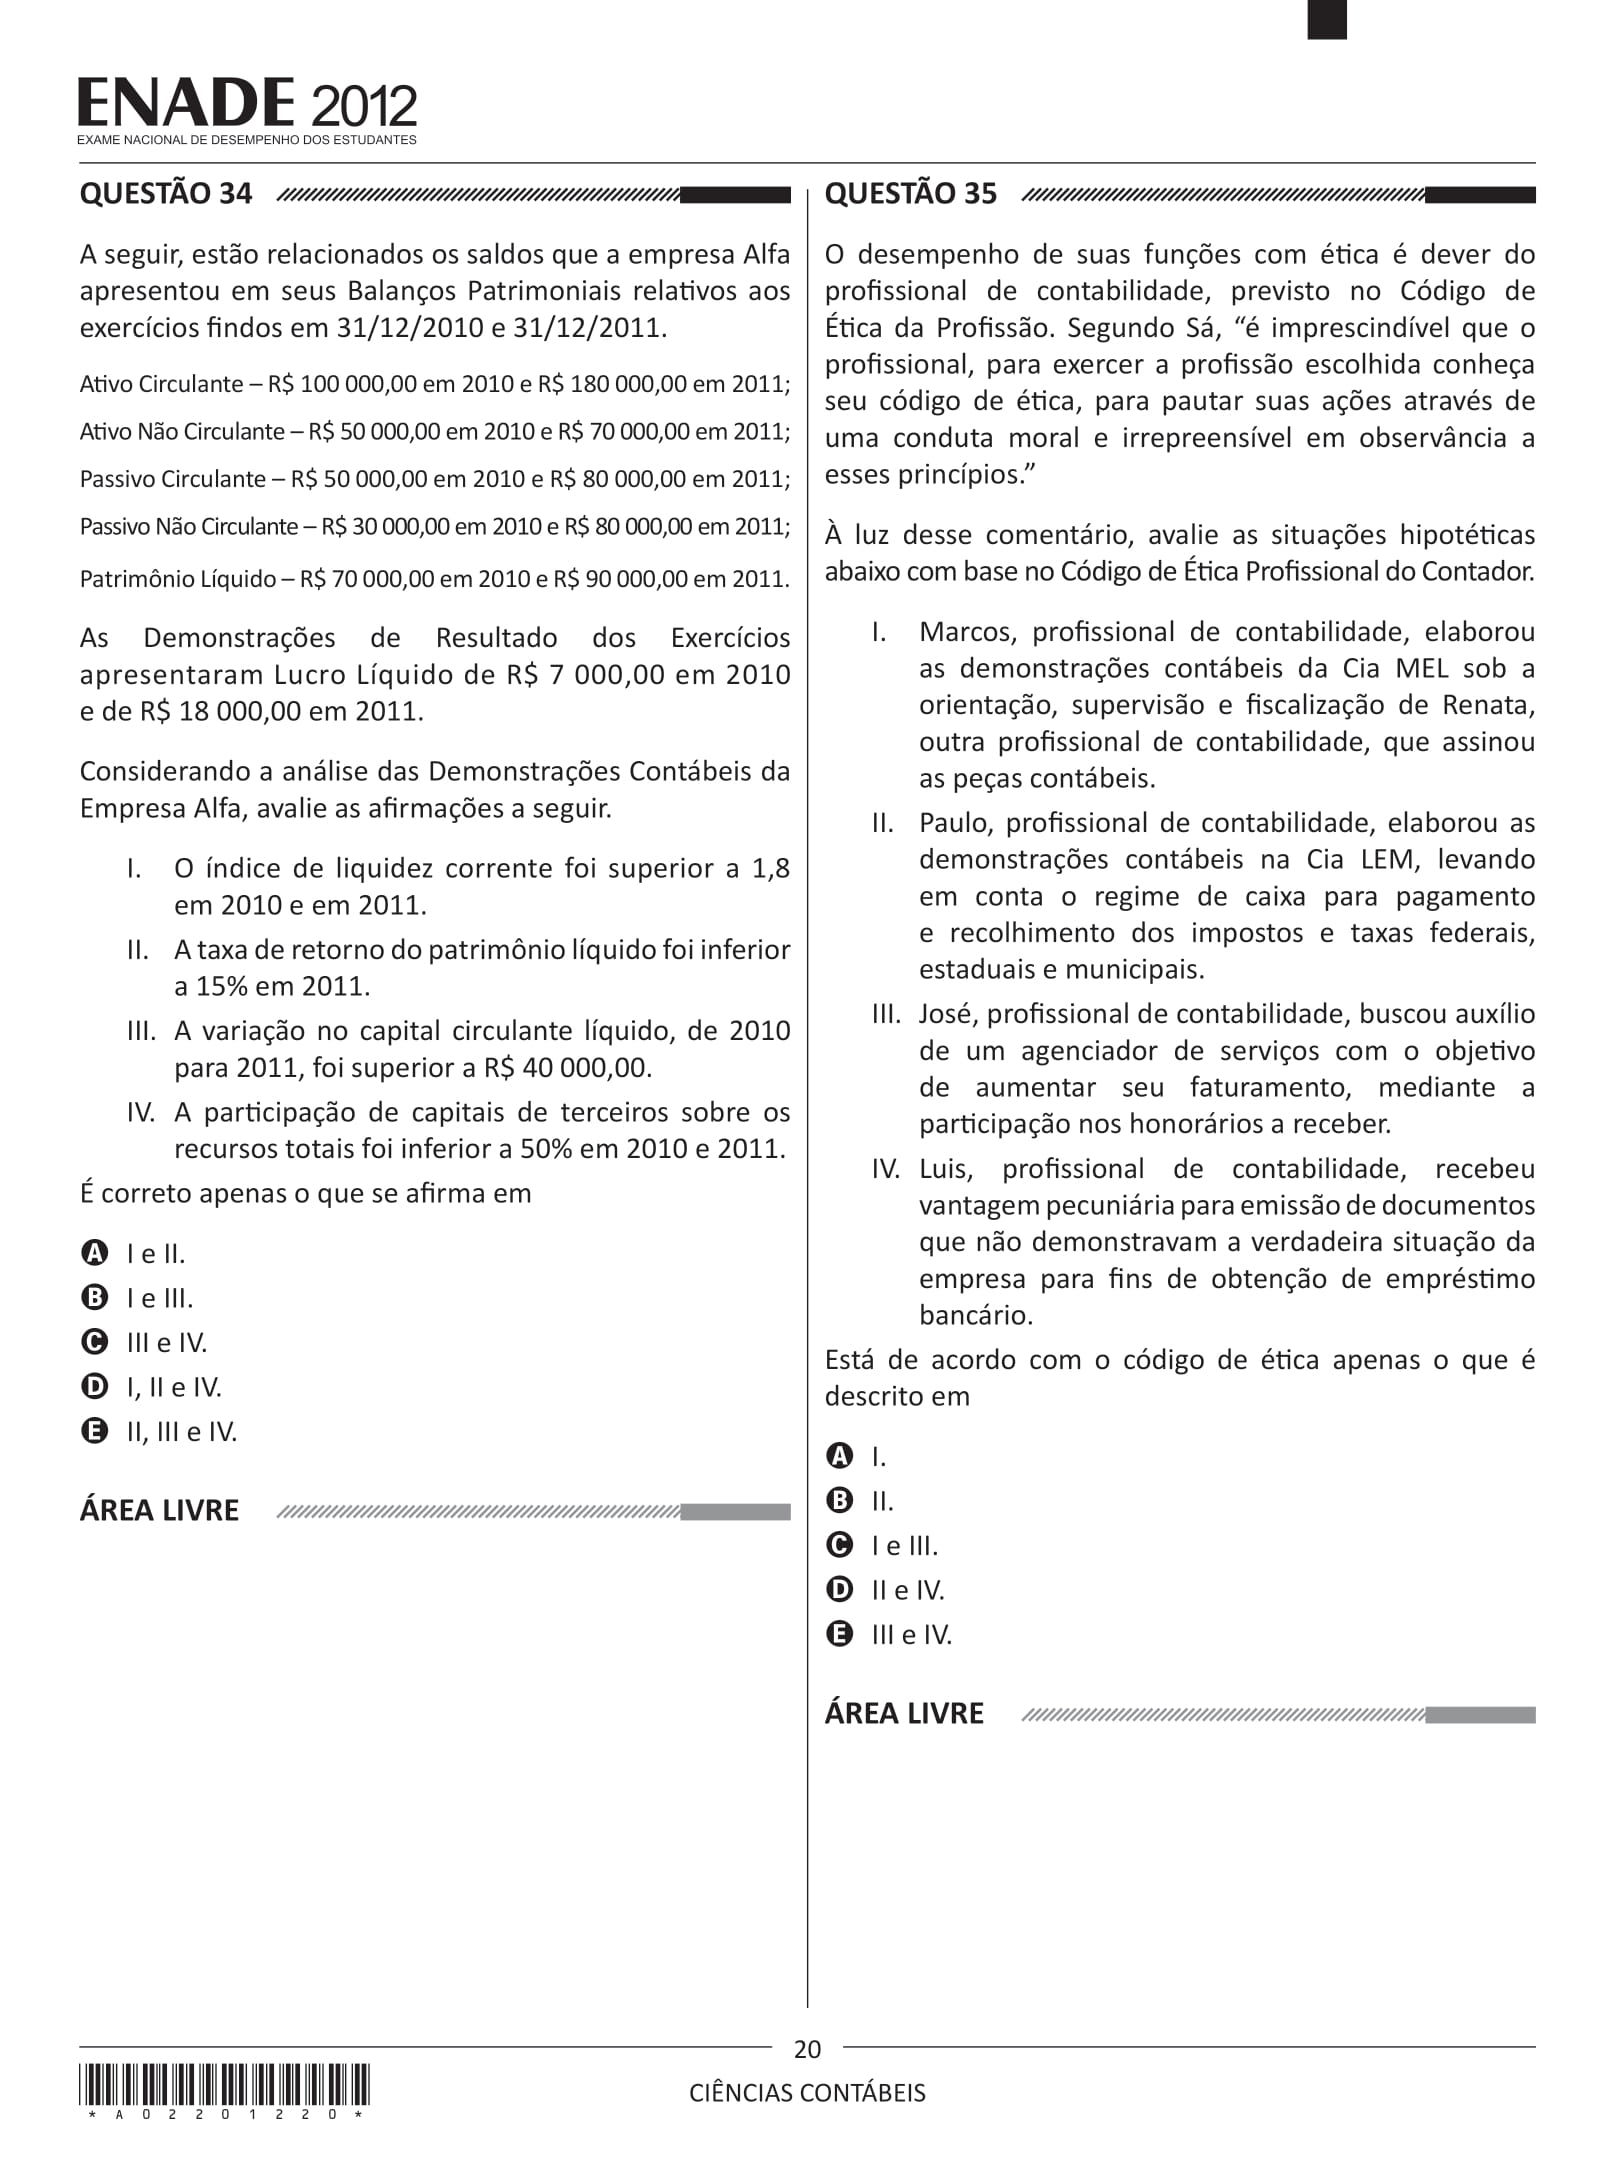 ENADE 2012
EXAME NACIONAL DE DESEMPENHO DOS ESTUDANTES
QUESTÃO 34
A seguir, estão relacionados os saldos que a empresa Alfa
apresentou em seus Balanços Patrimoniais relativos aos
exercícios findos em 31/12/2010 e 31/12/2011.
Ativo Circulante – R$ 100 000,00 em 2010 e R$ 180 000,00 em 2011;
Ativo Não Circulante – R$ 50 000,00 em 2010 e R$ 70 000,00 em 2011;
Passivo Circulante – R$ 50 000,00 em 2010 e R$ 80 000,00 em 2011;
Passivo Não Circulante – R$ 30 000,00 em 2010 e R$ 80 000,00 em 2011;
Patrimônio Líquido – R$ 70 000,00 em 2010 e R$ 90 000,00 em 2011.
As Demonstrações de Resultado dos Exercícios
apresentaram Lucro Líquido de R$ 7 000,00 em 2010
e de R$ 18 000,00 em 2011.
Considerando a análise das Demonstrações Contábeis da
Empresa Alfa, avalie as afirmações a seguir.
I. O índice de liquidez corrente foi superior a 1,8
em 2010 e em 2011.
II. A taxa de retorno do patrimônio líquido foi inferior
a 15% em 2011.
III. A variação no capital circulante líquido, de 2010
para 2011, foi superior a R$ 40 000,00.
IV. A participação de capitais de terceiros sobre os
recursos totais foi inferior a 50% em 2010 e 2011.
É correto apenas o que se afirma em
A I e II.
B I e III.
C III e IV.
D I, II e IV.
E II, III e IV.
ÁREA LIVRE
QUESTÃO 35
O desempenho de suas funções com ética é dever do
profissional de contabilidade, previsto no Código de
Ética da Profissão. Segundo Sá, “é imprescindível que o
profissional, para exercer a profissão escolhida conheça
seu código de ética, para pautar suas ações através de
uma conduta moral e irrepreensível em observância a
esses princípios.”
À luz desse comentário, avalie as situações hipotéticas
abaixo com base no Código de Ética Profissional do Contador.
I. Marcos, profissional de contabilidade, elaborou
as demonstrações contábeis da Cia MEL sob a
orientação, supervisão e fiscalização de Renata,
outra profissional de contabilidade, que assinou
as peças contábeis.
II. Paulo, profissional de contabilidade, elaborou as
demonstrações contábeis na Cia LEM, levando
em conta o regime de caixa para pagamento
e recolhimento dos impostos e taxas federais,
estaduais e municipais.
III. José, profissional de contabilidade, buscou auxílio
de um agenciador de serviços com o objetivo
de aumentar seu faturamento, mediante a
participação nos honorários a receber.
IV. Luis, profissional de contabilidade, recebeu
vantagem pecuniária para emissão de documentos
que não demonstravam a verdadeira situação da
empresa para fins de obtenção de empréstimo
bancário.
Está de acordo com o código de ética apenas o que é
descrito em
A I.
B II.
C I e III.
D II e IV.
E III e IV.
ÁREA LIVRE
20
CIÊNCIAS CONTÁBEIS
* A 0 2 2 0 1 2 2 0 *